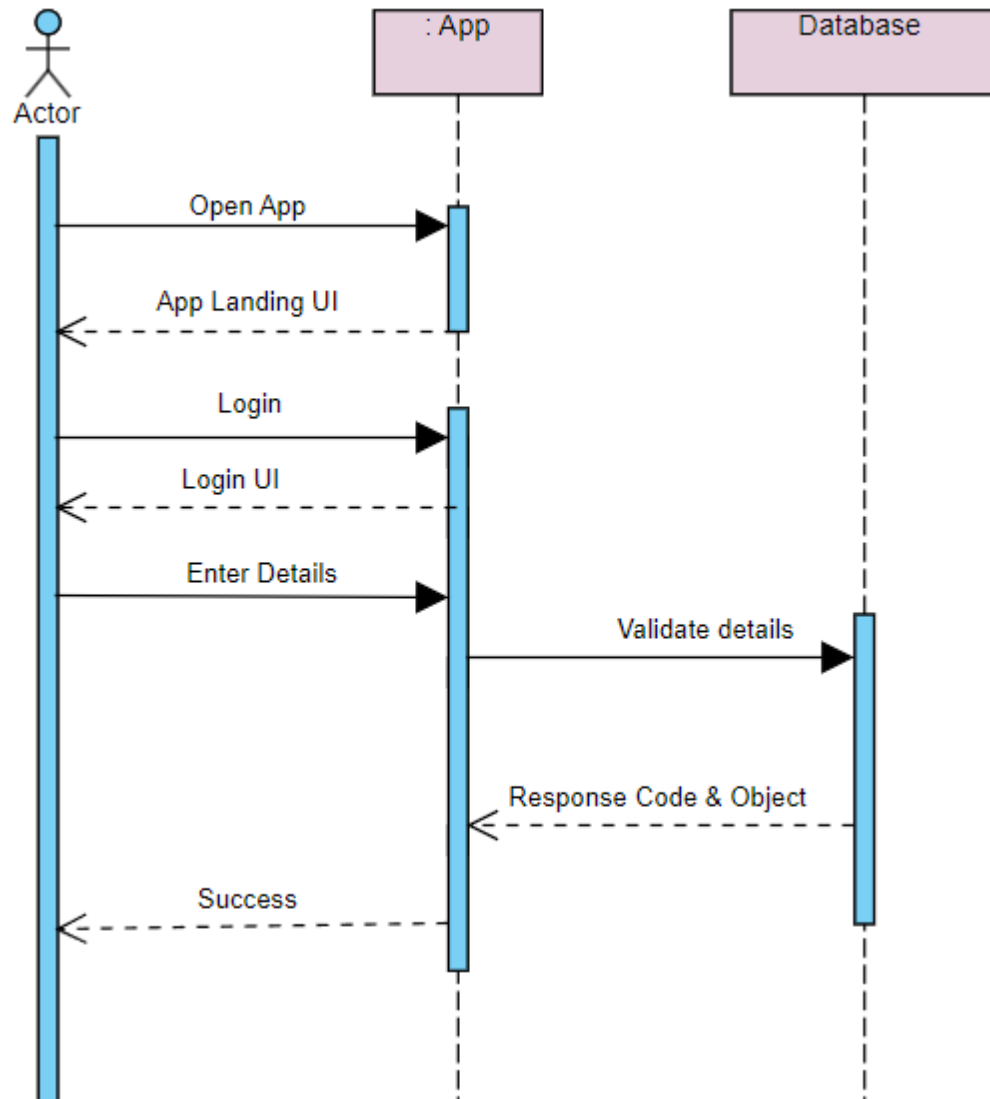 : App
Database
Actor
Open App
App Landing UI
Login
Login UI
Enter Details
Validate details
Response Code & Object
Success